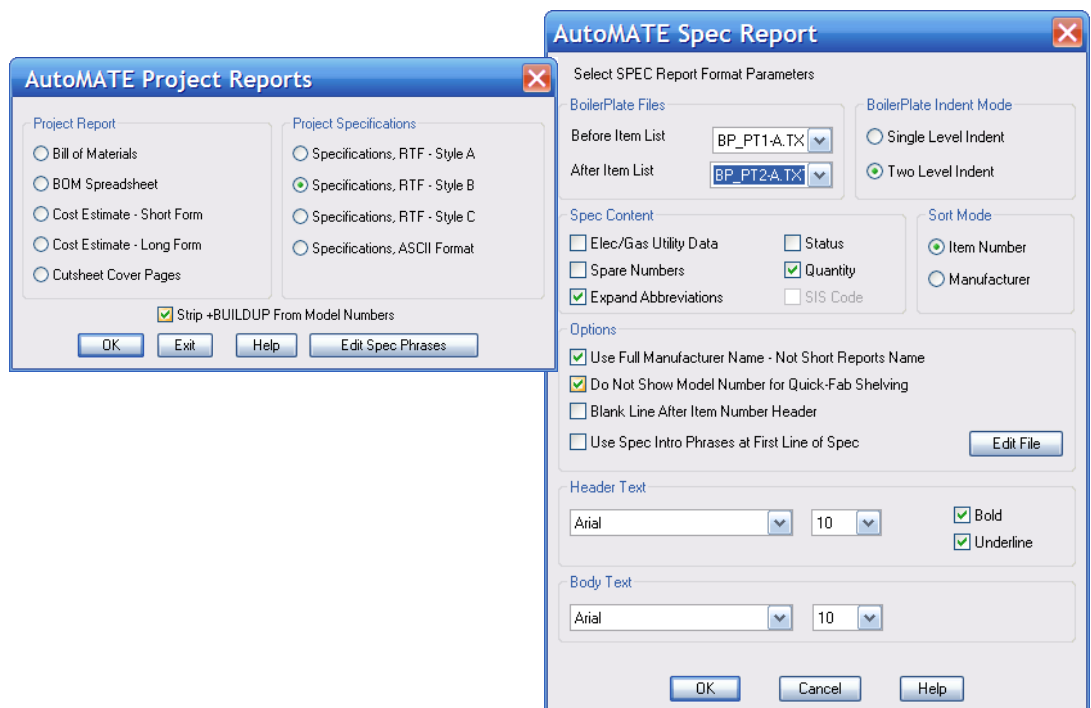 AutoMATE Project Reports
Project Report
Bill of Materials
BOM Spreadsheet
Cost Estimate - Short Form
Cost Estimate - Long Form
Cutsheet Cover Pages
Project Specifications
Specifications, RTF - Style A
Specifications, RTF - Style B
Specifications, RTF - Style C
Specifications, ASCII Format
Strip +BUILDUP From Model Numbers
OK Exit Help Edit Spec Phrases
AutoMATE Spec Report
Select SPEC Report Format Parameters
BoilerPlate Files
Before Item List BP_PT1-A.TX
After Item List BP_PT2-A.TX
BoilerPlate Indent Mode
Single Level Indent
Two Level Indent
Spec Content
Elec/Gas Utility Data Status
Spare Numbers Quantity
Expand Abbreviations SIS Code
Sort Mode
Item Number
Manufacturer
Options
Use Full Manufacturer Name - Not Short Reports Name
Do Not Show Model Number for Quick-Fab Shelving
Blank Line After Item Number Header
Use Spec Intro Phrases at First Line of Spec Edit File
Header Text
Arial 10 Bold
Underline
Body Text
Arial 10
OK Cancel Help